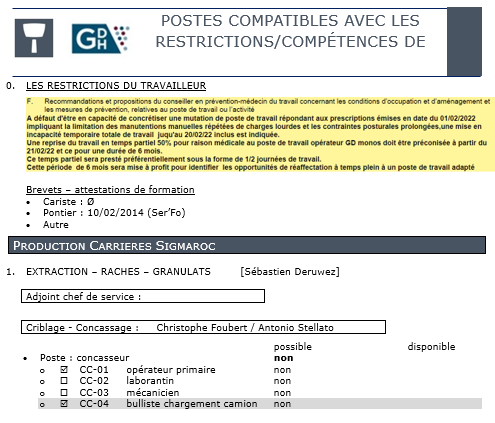 GDH
POSTES COMPATIBLES AVEC LES
RESTRICTIONS/COMPÉTENCES DE
0. LES RESTRICTIONS DU TRAVAILLEUR
F. Recommandations et propositions du conseiller en prévention-médecin du travail concernant les conditions d'occupation et d'aménagement et
les mesures de prévention, relatives au poste de travail ou à l'activité
A défaut d'être en capacité de concrétiser une mutation de poste de travail répondant aux prescriptions émises en date du 01/02/2022
impliquant la limitation des manutentions manuelles répétées de charges lourdes et les contraintes posturales prolongées,une mise en
incapacité temporaire totale de travail jusqu'au 20/02/22 inclus est indiquée.
Une reprise du travail en temps partiel 50% pour raison médicale au poste de travail opérateur GD monos doit être préconisée à partir du
21/02/22 et ce pour une durée de 6 mois.
Ce temps partiel sera presté préférentiellement sous la forme de 1/2 journées de travail.
Cette période de 6 mois sera mise à profit pour identifier les opportunités de réaffectation à temps plein à un poste de travail adapté
Brevets – attestations de formation
• Cariste : Ø
• Pontier : 10/02/2014 (Ser'Fo)
• Autre
PRODUCTION CARRIERES SIGMAROC
1. EXTRACTION – RACHES – GRANULATS [Sébastien Deruwez]
Adjoint chef de service :
Criblage - Concassage : Christophe Foubert / Antonio Stellato
possible disponible
• Poste : concasseur non
o ☑ CC-01 opérateur primaire non
o ☐ CC-02 laborantin non
o ☐ CC-03 mécanicien non
o ☑ CC-04 bulliste chargement camion non